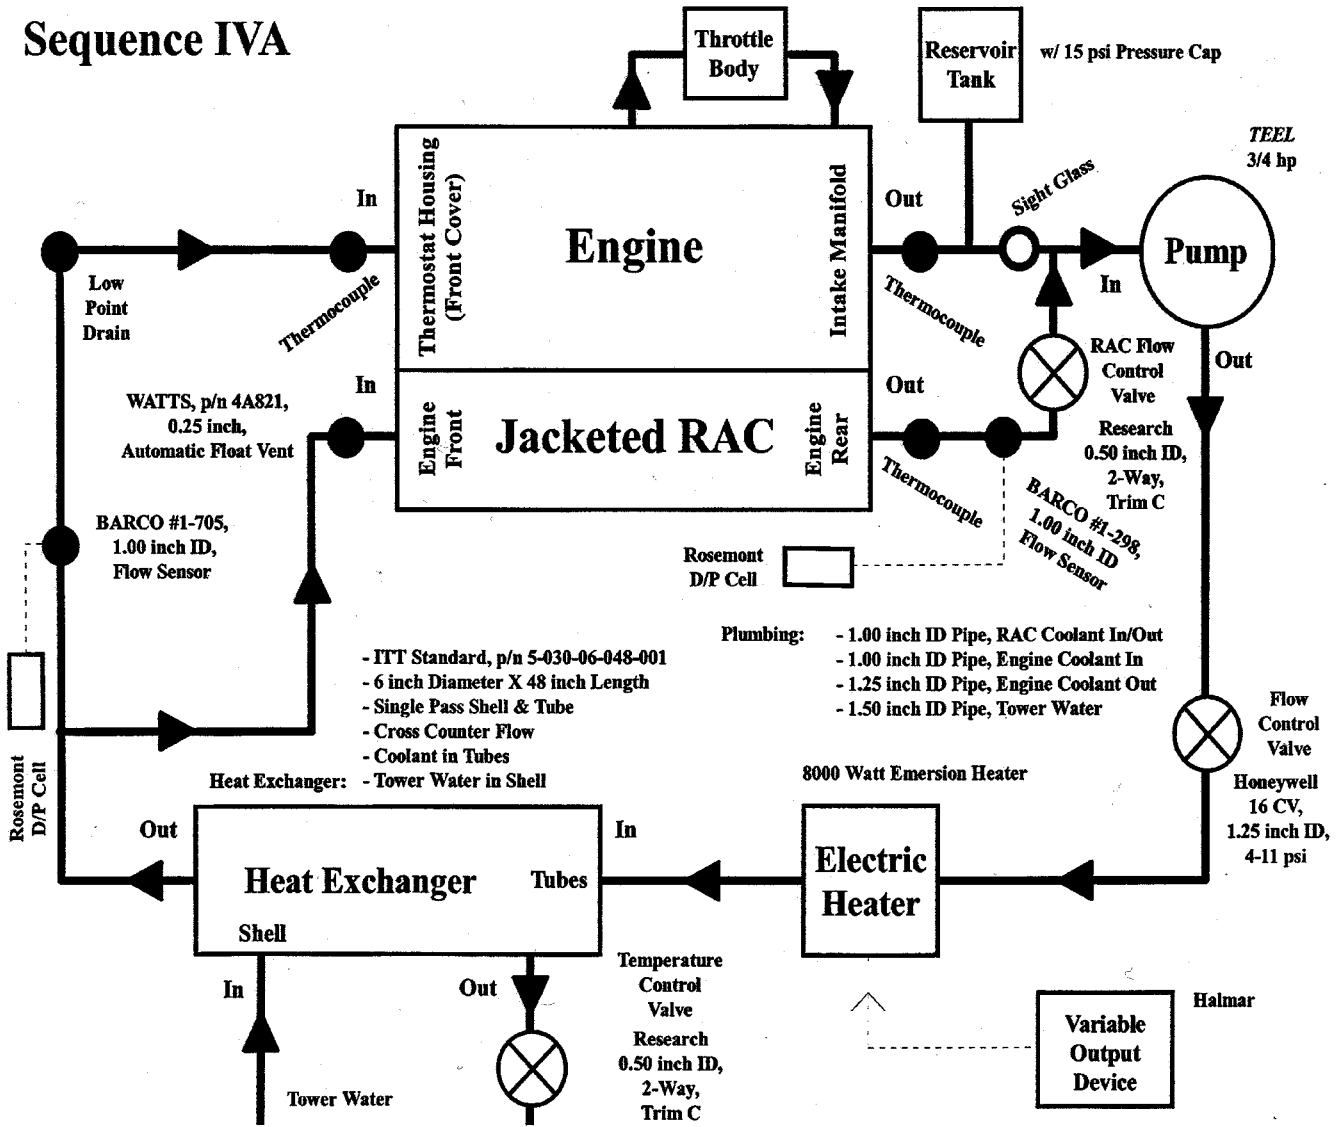 Sequence IVA
Throttle
Body
Reservoir
Tank
w/ 15 psi Pressure Cap
TEEL
3/4 hp
In
Thermostat Housing
(Front Cover)
Engine
Intake Manifold
Out
Sight Glass
Pump
In
Low
Point
Drain
Thermocouple
Thermocouple
Out
RAC Flow
Control
Valve
Research
0.50 inch ID,
2-Way,
Trim C
WATTS, p/n 4A821,
0.25 inch,
Automatic Float Vent
In
Engine
Front
Jacketed RAC
Engine
Rear
Out
Thermocouple
BARCO #1-298,
1.00 inch ID
Flow Sensor
BARCO #1-705,
1.00 inch ID,
Flow Sensor
Rosemont
D/P Cell
Plumbing:
- 1.00 inch ID Pipe, RAC Coolant In/Out
- 1.00 inch ID Pipe, Engine Coolant In
- 1.25 inch ID Pipe, Engine Coolant Out
- 1.50 inch ID Pipe, Tower Water
- ITT Standard, p/n 5-030-06-048-001
- 6 inch Diameter X 48 inch Length
- Single Pass Shell & Tube
- Cross Counter Flow
- Coolant in Tubes
Heat Exchanger: - Tower Water in Shell
Rosemont
D/P Cell
Flow
Control
Valve
Honeywell
16 CV,
1.25 inch ID,
4-11 psi
8000 Watt Emersion Heater
Out
In
Heat Exchanger
Tubes
Shell
Electric
Heater
In
Out
Temperature
Control
Valve
Research
0.50 inch ID,
2-Way,
Trim C
Tower Water
Variable
Output
Device
Halmar